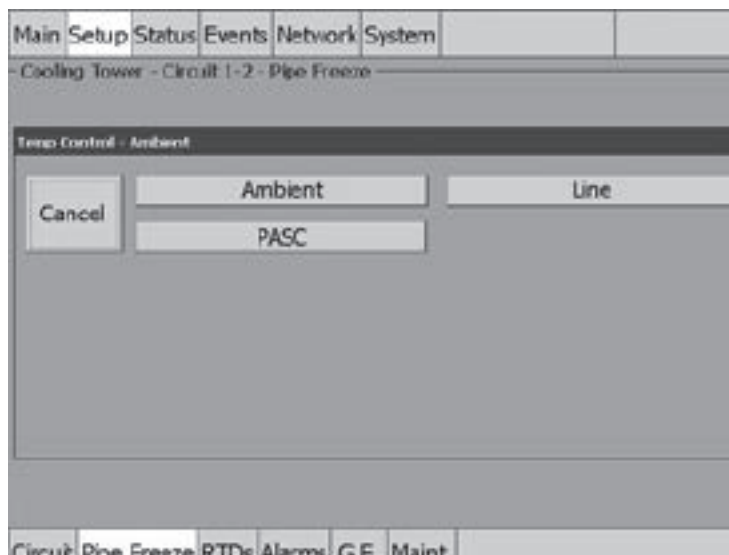 Main Setup Status Events Network System
Cooling Tower - Circuit 1-2 - Pipe Freeze
Temp Control - Ambient
Cancel
Ambient
Line
PASC
Circuit Pipe Freeze RTDs Alarms G.F. Maint